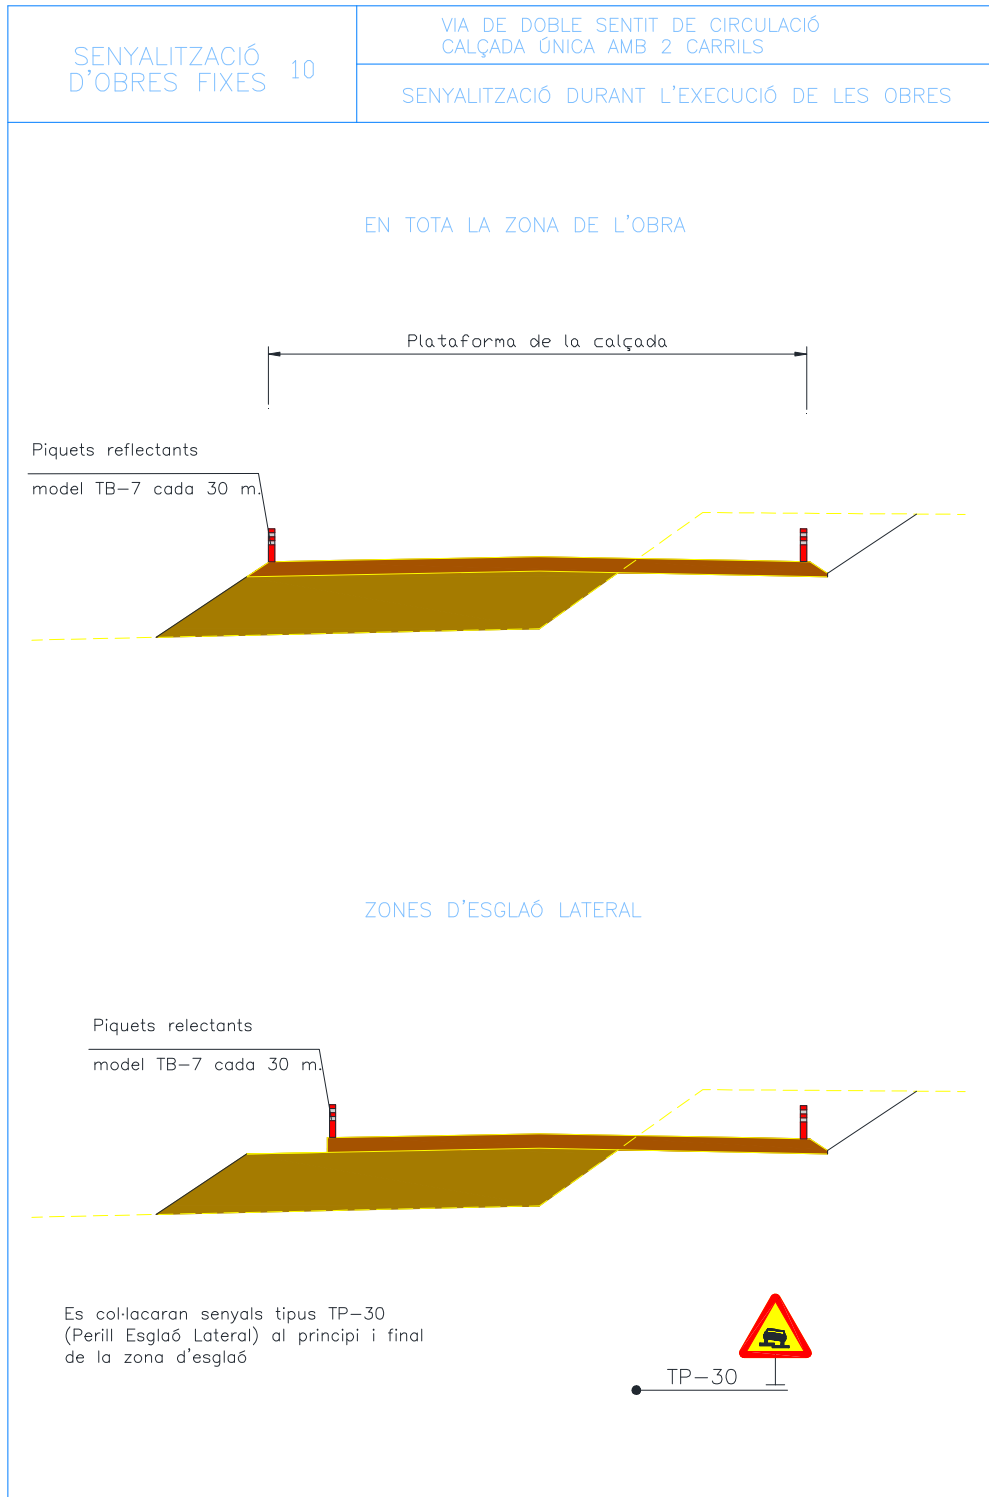 SENYALITZACIÓ
D'OBRES FIXES 10
VIA DE DOBLE SENTIT DE CIRCULACIÓ
CALÇADA ÚNICA AMB 2 CARRILS
SENYALITZACIÓ DURANT L'EXECUCIÓ DE LES OBRES
EN TOTA LA ZONA DE L'OBRA
Plataforma de la calçada
Piquets reflectants
model TB-7 cada 30 m.
ZONES D'ESGLAÓ LATERAL
Piquets relectants
model TB-7 cada 30 m.
Es col·lacaran senyals tipus TP-30
(Perill Esglaó Lateral) al principi i final
de la zona d'esglaó
TP-30